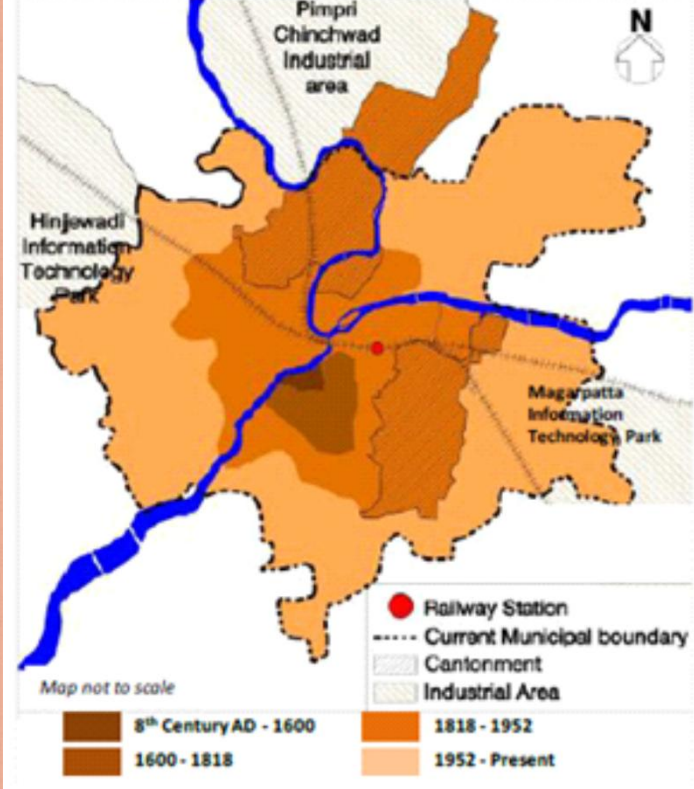 Pimpri
Chinchwad
Industrial
area
N
Hinjewadi
Information
Technology
Park
Magarpatta
Information
Technology Park
Railway Station
Current Municipal boundary
Cantonment
Industrial Area
Map not to scale
8th Century AD - 1600
1818 - 1952
1600 - 1818
1952 - Present